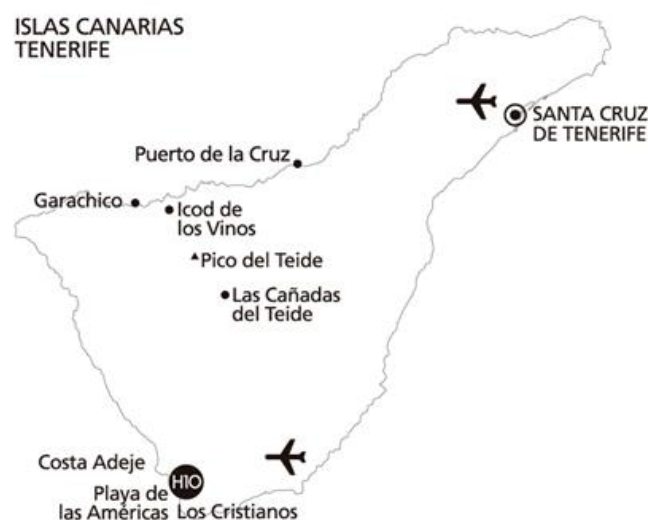 ISLAS CANARIAS
TENERIFE
SANTA CRUZ
DE TENERIFE
Puerto de la Cruz
Garachico
Icod de
los Vinos
Pico del Teide
Las Cañadas
del Teide
Costa Adeje
H10
Playa de
las Américas
Los Cristianos